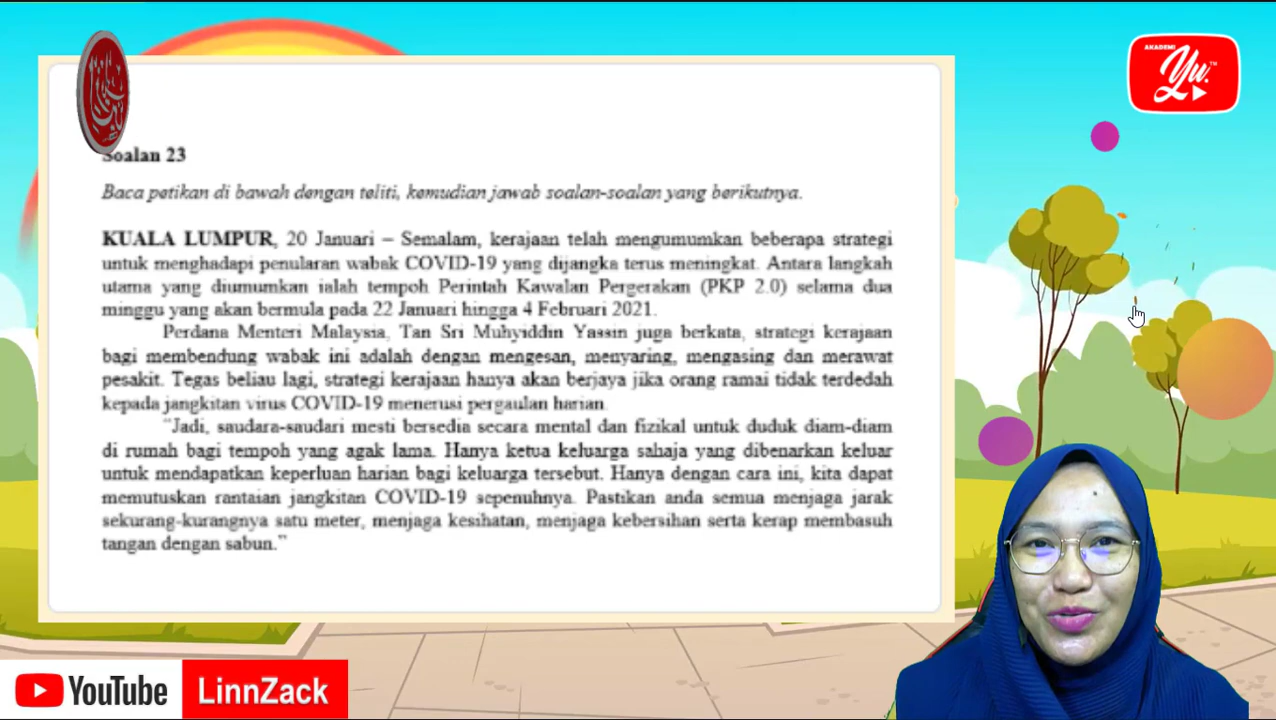 AKADEMI
Yu.
TM
Soalan 23
Baca petikan di bawah dengan teliti, kemudian jawab soalan-soalan yang berikutnya.
KUALA LUMPUR, 20 Januari – Semalam, kerajaan telah mengumumkan beberapa strategi
untuk menghadapi penularan wabak COVID-19 yang dijangka terus meningkat. Antara langkah
utama yang diumumkan ialah tempoh Perintah Kawalan Pergerakan (PKP 2.0) selama dua
minggu yang akan bermula pada 22 Januari hingga 4 Februari 2021.
Perdana Menteri Malaysia, Tan Sri Muhyiddin Yassin juga berkata, strategi kerajaan
bagi membendung wabak ini adalah dengan mengesan, menyaring, mengasing dan merawat
pesakit. Tegas beliau lagi, strategi kerajaan hanya akan berjaya jika orang ramai tidak terdedah
kepada jangkitan virus COVID-19 menerusi pergaulan harian.
"Jadi, saudara-saudari mesti bersedia secara mental dan fizikal untuk duduk diam-diam
di rumah bagi tempoh yang agak lama. Hanya ketua keluarga sahaja yang dibenarkan keluar
untuk mendapatkan keperluan harian bagi keluarga tersebut. Hanya dengan cara ini, kita dapat
memutuskan rantaian jangkitan COVID-19 sepenuhnya. Pastikan anda semua menjaga jarak
sekurang-kurangnya satu meter, menjaga kesihatan, menjaga kebersihan serta kerap membasuh
tangan dengan sabun."
YouTube LinnZack